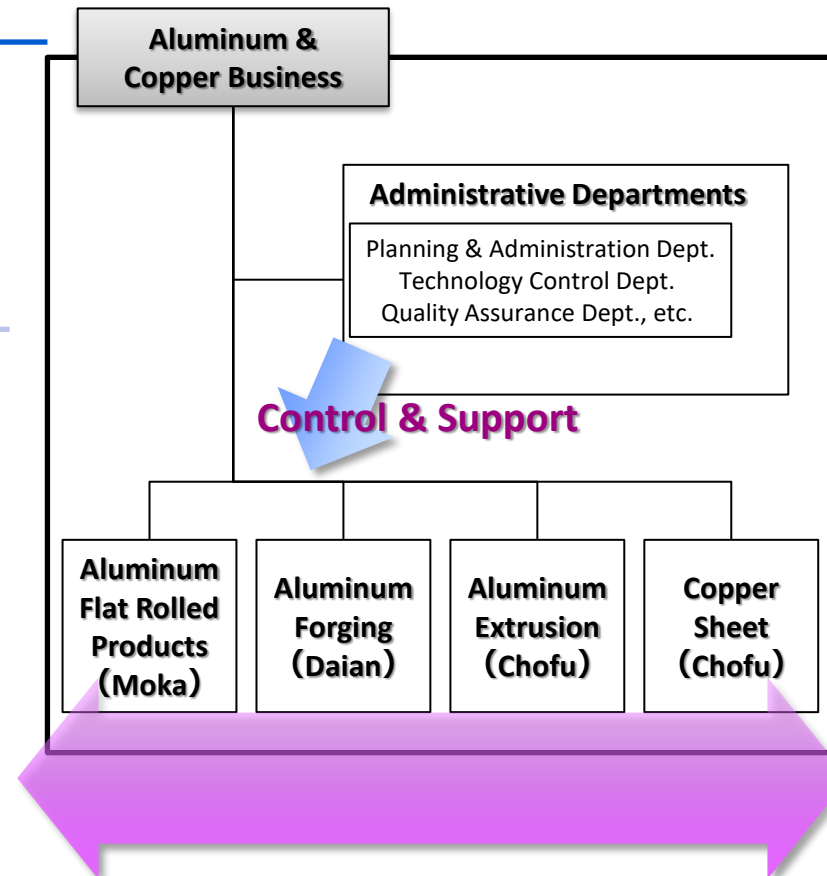 Aluminum &
Copper Business
Administrative Departments
Planning & Administration Dept.
Technology Control Dept.
Quality Assurance Dept., etc.
Control & Support
Aluminum
Flat Rolled
Products
（Moka）
Aluminum
Forging
（Daian）
Aluminum
Extrusion
（Chofu）
Copper
Sheet
（Chofu）